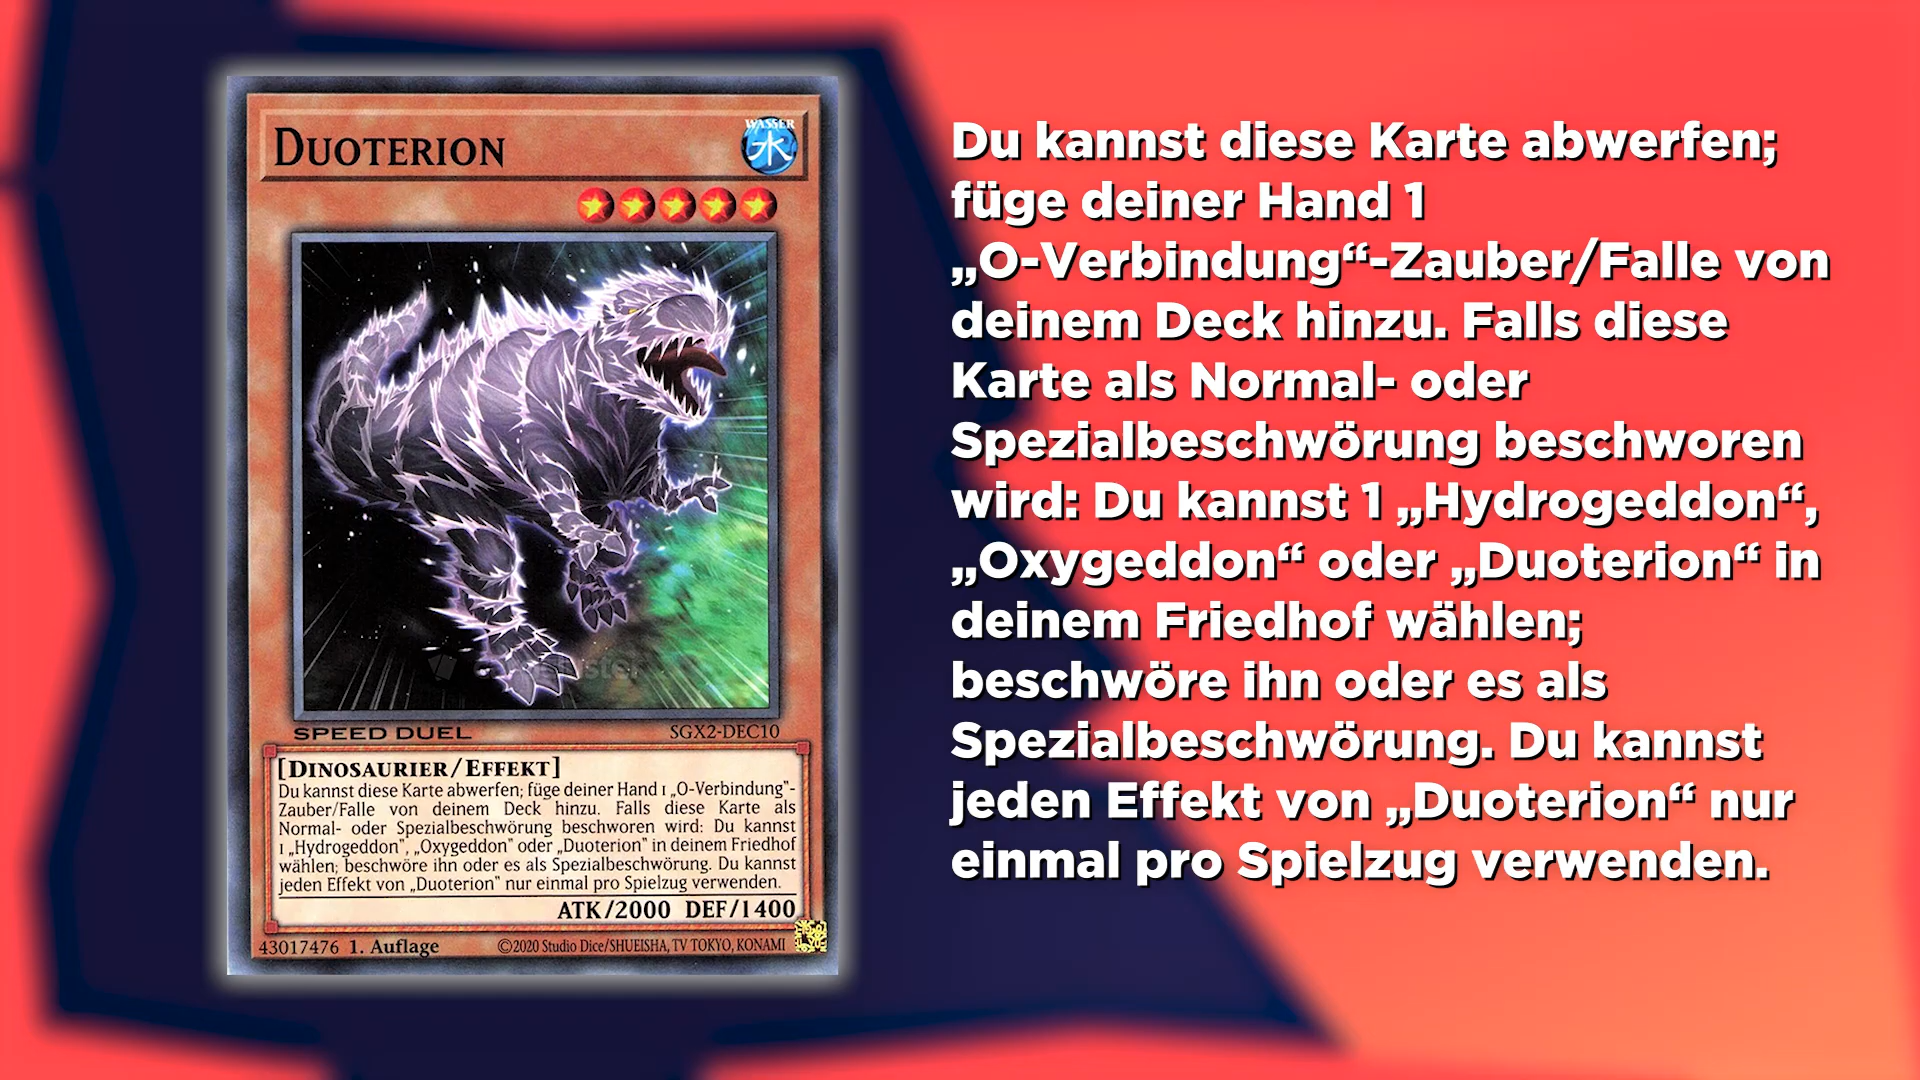 DUOTERION
WASSER
水
SPEED DUEL
SGX2-DEC10
[DINOSAURIER/EFFEKT]
Du kannst diese Karte abwerfen; füge deiner Hand 1 „O-Verbindung“-
Zauber/Falle von deinem Deck hinzu. Falls diese Karte als
Normal- oder Spezialbeschwörung beschworen wird: Du kannst
1 „Hydrogeddon“, „Oxygeddon“ oder „Duoterion“ in deinem Friedhof
wählen; beschwöre ihn oder es als Spezialbeschwörung. Du kannst
jeden Effekt von „Duoterion“ nur einmal pro Spielzug verwenden.
ATK/2000 DEF/1400
43017476 1. Auflage
©2020 Studio Dice/SHUEISHA, TV TOKYO, KONAMI
Du kannst diese Karte abwerfen;
füge deiner Hand 1
„O-Verbindung“-Zauber/Falle von
deinem Deck hinzu. Falls diese
Karte als Normal- oder
Spezialbeschwörung beschworen
wird: Du kannst 1 „Hydrogeddon“,
„Oxygeddon“ oder „Duoterion“ in
deinem Friedhof wählen;
beschwöre ihn oder es als
Spezialbeschwörung. Du kannst
jeden Effekt von „Duoterion“ nur
einmal pro Spielzug verwenden.